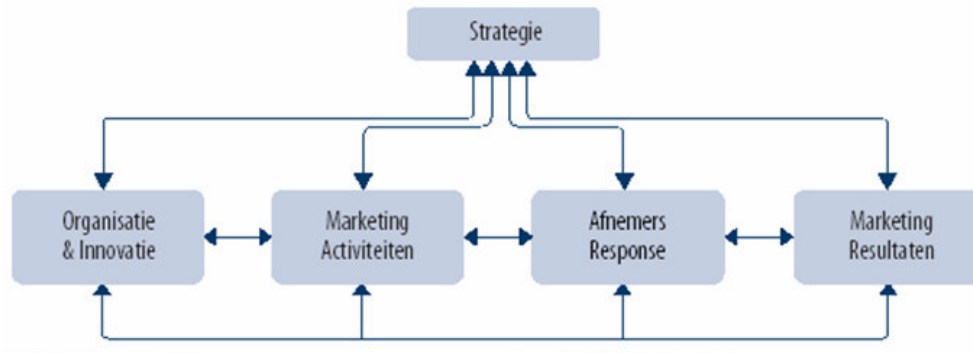 Strategie
Organisatie
& Innovatie
Marketing
Activiteiten
Afnemers
Response
Marketing
Resultaten